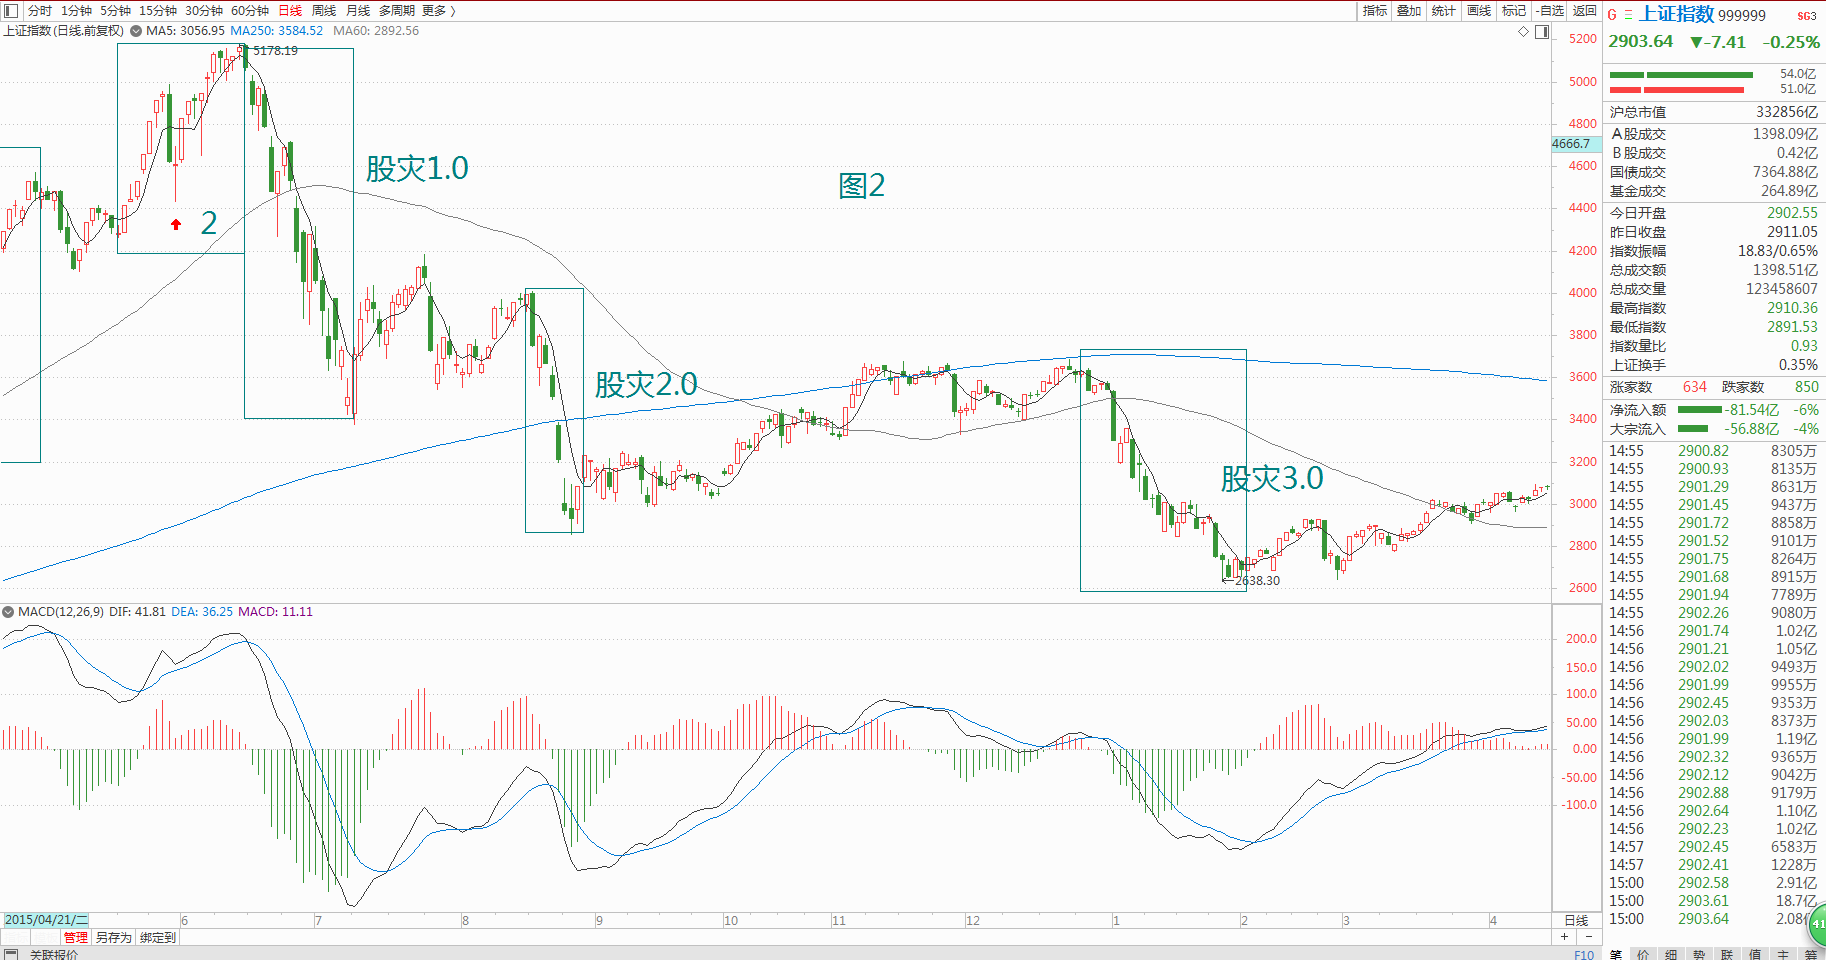 分时 1分钟 5分钟 15分钟 30分钟 60分钟 日线 周线 月线 多周期 更多 〉
指标 叠加 统计 画线 标记 -自选 返回
上证指数(日线,前复权) MA5: 3056.95 MA250: 3584.52 MA60: 2892.56
5178.19
股灾1.0
图2
2
股灾2.0
股灾3.0
2638.30
5200
5000
4800
4666.7
4600
4400
4200
4000
3800
3600
3400
3200
3000
2800
2600
MACD(12,26,9) DIF: 41.81 DEA: 36.25 MACD: 11.11
200.0
150.0
100.0
50.00
0.00
-50.00
-100.0
2015/04/21/二 6 7 8 9 10 11 12 1 2 3 4 日线
管理 另存为 绑定到 + -
关联报价 F10
G 上证指数 999999 SG3
2903.64 ▼-7.41 -0.25%
54.0亿
51.0亿
沪总市值 332856亿
A股成交 1398.09亿
B股成交 0.42亿
国债成交 7364.88亿
基金成交 264.89亿
今日开盘 2902.55
昨日收盘 2911.05
指数振幅 18.83/0.65%
总成交额 1398.51亿
总成交量 123458607
最高指数 2910.36
最低指数 2891.53
指数量比 0.93
上证换手 0.35%
涨家数 634 跌家数 850
净流入额 -81.54亿 -6%
大宗流入 -56.88亿 -4%
14:55 2900.82 8305万
14:55 2900.93 8135万
14:55 2901.29 8631万
14:55 2901.45 9437万
14:55 2901.72 8858万
14:55 2901.52 9101万
14:55 2901.75 8264万
14:55 2901.68 8915万
14:55 2901.94 7789万
14:55 2902.26 9080万
14:56 2901.74 1.02亿
14:56 2901.21 1.05亿
14:56 2902.02 9493万
14:56 2901.99 9955万
14:56 2902.45 9353万
14:56 2902.03 8373万
14:56 2901.99 1.19亿
14:56 2902.32 9365万
14:56 2902.12 9042万
14:56 2902.88 9179万
14:56 2902.64 1.10亿
14:56 2902.23 1.02亿
14:57 2902.45 6583万
14:57 2902.41 1228万
15:00 2902.58 2.91亿
15:00 2903.61 18.7亿
15:00 2903.64 2.08
41
笔 价 细 势 联 值 主 筹